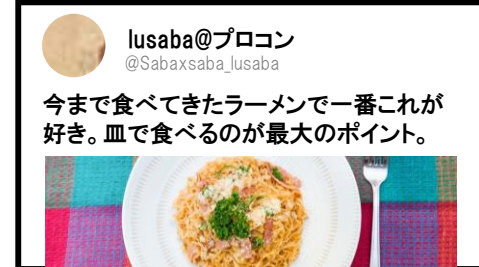 lusaba@プロコン
@Sabaxsaba_lusaba
今まで食べてきたラーメンで一番これが
好き。皿で食べるのが最大のポイント。